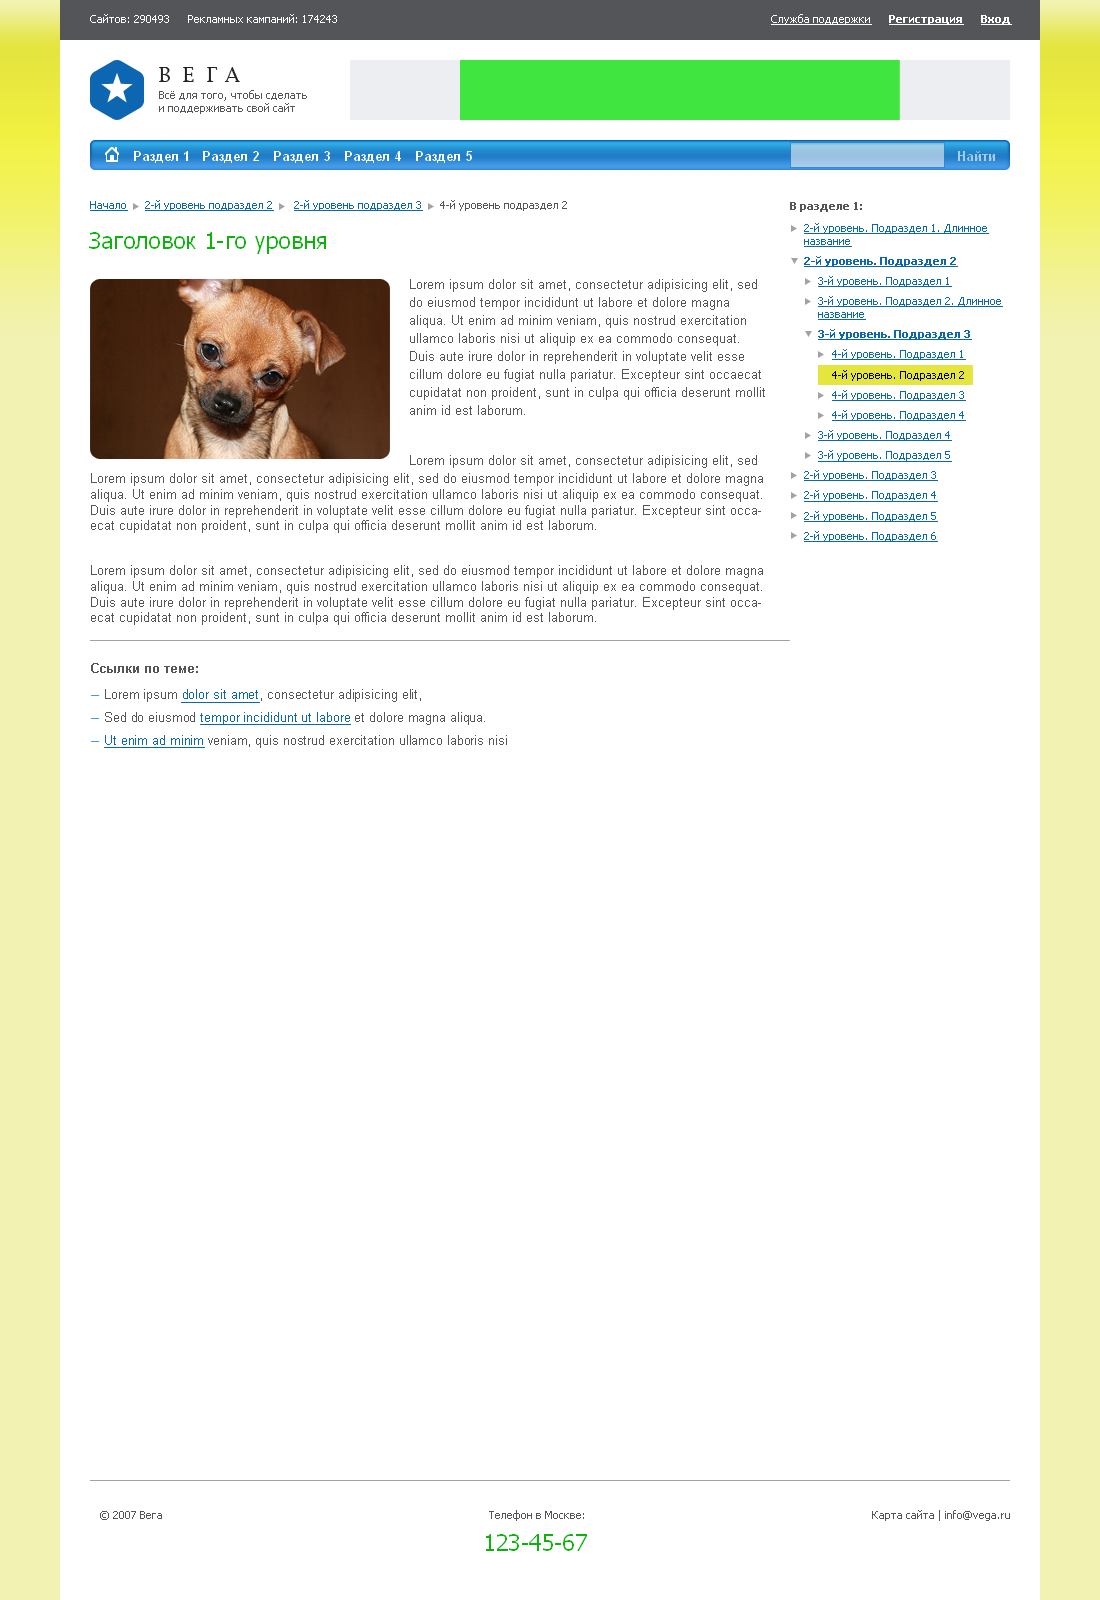 Сайтов: 290493 Рекламных кампаний: 174243 Служба поддержки Регистрация Вход
ВЕГА
Всё для того, чтобы сделать
и поддерживать свой сайт
Раздел 1 Раздел 2 Раздел 3 Раздел 4 Раздел 5 Найти
Начало 2-й уровень подраздел 2 2-й уровень подраздел 3 4-й уровень подраздел 2
Заголовок 1-го уровня
Lorem ipsum dolor sit amet, consectetur adipisicing elit, sed
do eiusmod tempor incididunt ut labore et dolore magna
aliqua. Ut enim ad minim veniam, quis nostrud exercitation
ullamco laboris nisi ut aliquip ex ea commodo consequat.
Duis aute irure dolor in reprehenderit in voluptate velit esse
cillum dolore eu fugiat nulla pariatur. Excepteur sint occaecat
cupidatat non proident, sunt in culpa qui officia deserunt mollit
anim id est laborum.
Lorem ipsum dolor sit amet, consectetur adipisicing elit, sed
Lorem ipsum dolor sit amet, consectetur adipisicing elit, sed do eiusmod tempor incididunt ut labore et dolore magna
aliqua. Ut enim ad minim veniam, quis nostrud exercitation ullamco laboris nisi ut aliquip ex ea commodo consequat.
Duis aute irure dolor in reprehenderit in voluptate velit esse cillum dolore eu fugiat nulla pariatur. Excepteur sint occa-
ecat cupidatat non proident, sunt in culpa qui officia deserunt mollit anim id est laborum.
Lorem ipsum dolor sit amet, consectetur adipisicing elit, sed do eiusmod tempor incididunt ut labore et dolore magna
aliqua. Ut enim ad minim veniam, quis nostrud exercitation ullamco laboris nisi ut aliquip ex ea commodo consequat.
Duis aute irure dolor in reprehenderit in voluptate velit esse cillum dolore eu fugiat nulla pariatur. Excepteur sint occa-
ecat cupidatat non proident, sunt in culpa qui officia deserunt mollit anim id est laborum.
Ссылки по теме:
– Lorem ipsum dolor sit amet, consectetur adipisicing elit,
– Sed do eiusmod tempor incididunt ut labore et dolore magna aliqua.
– Ut enim ad minim veniam, quis nostrud exercitation ullamco laboris nisi
В разделе 1:
2-й уровень. Подраздел 1. Длинное
название
2-й уровень. Подраздел 2
3-й уровень. Подраздел 1
3-й уровень. Подраздел 2. Длинное
название
3-й уровень. Подраздел 3
4-й уровень. Подраздел 1
4-й уровень. Подраздел 2
4-й уровень. Подраздел 3
4-й уровень. Подраздел 4
3-й уровень. Подраздел 4
3-й уровень. Подраздел 5
2-й уровень. Подраздел 3
2-й уровень. Подраздел 4
2-й уровень. Подраздел 5
2-й уровень. Подраздел 6
© 2007 Вега
Телефон в Москве:
123-45-67
Карта сайта | info@vega.ru